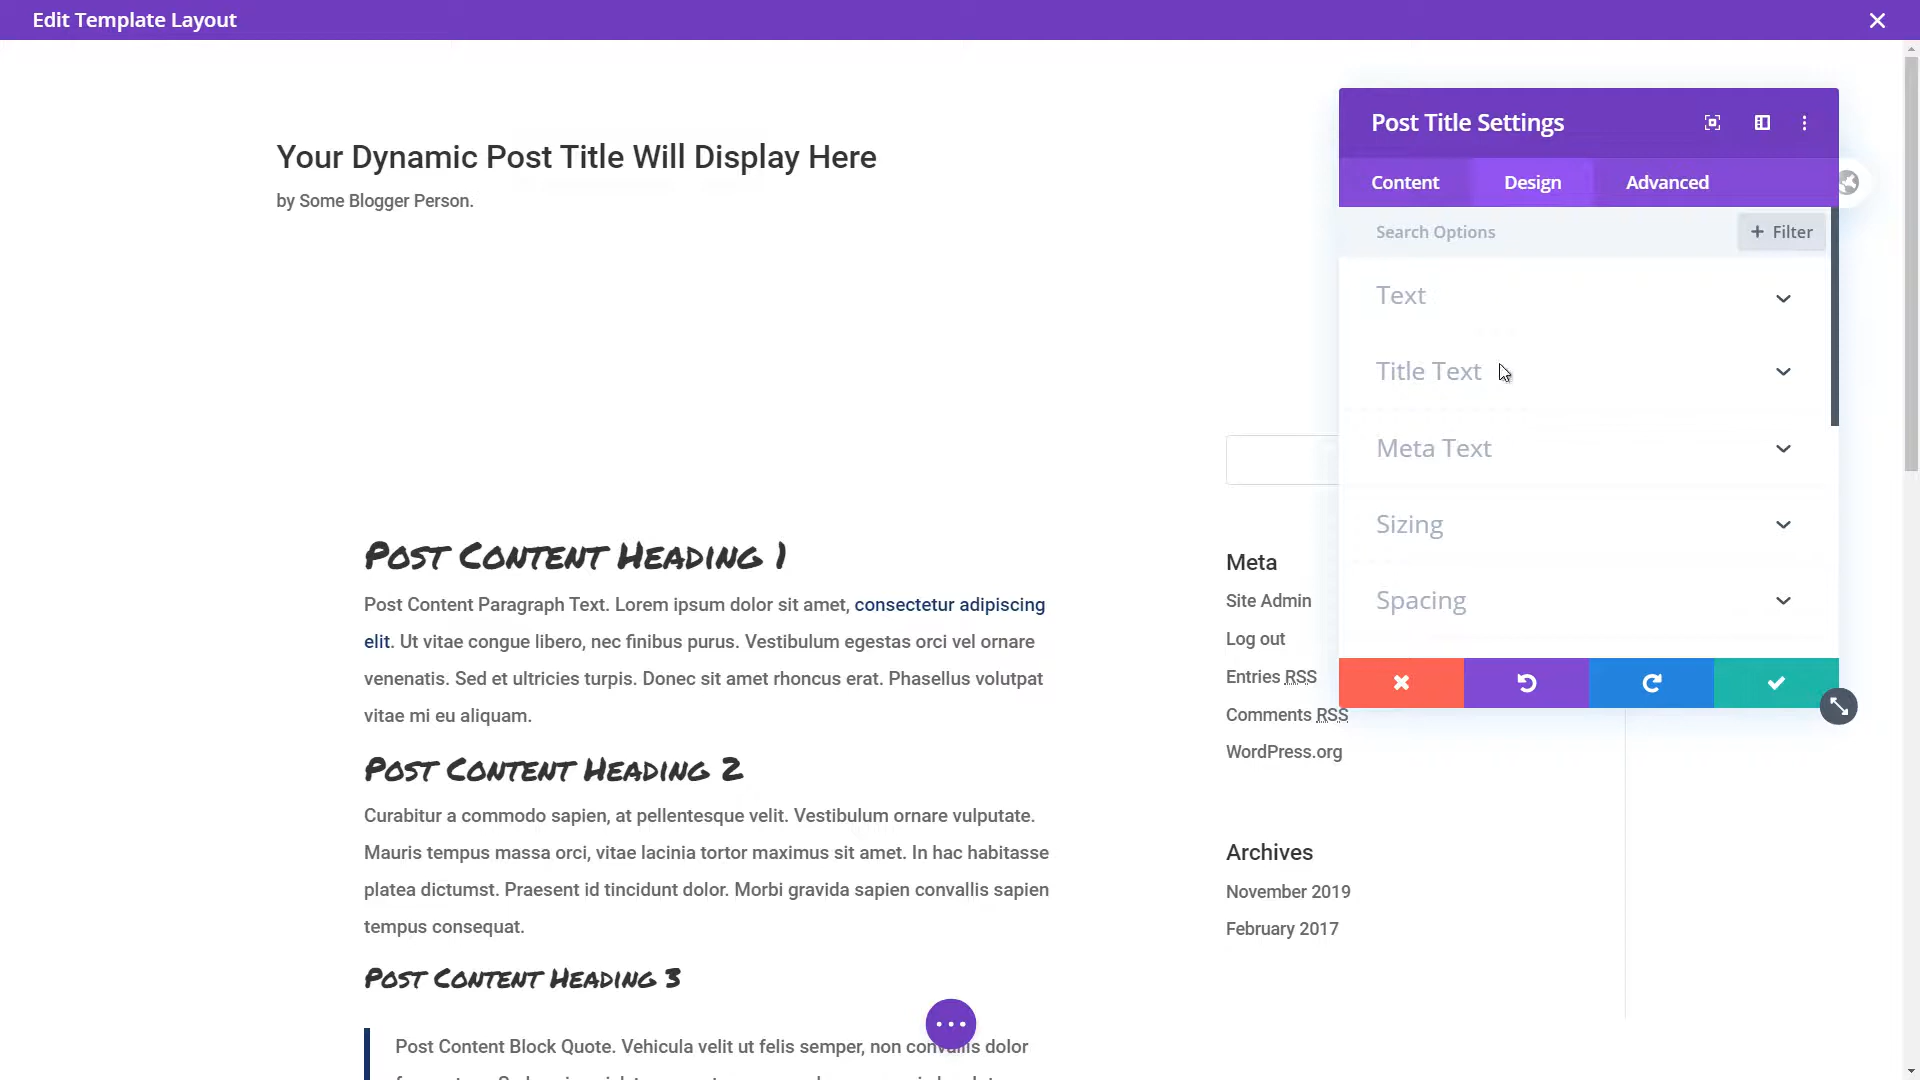 Edit Template Layout
Your Dynamic Post Title Will Display Here
by Some Blogger Person.
Post Title Settings
Content
Design
Advanced
Search Options
+ Filter
Text
Title Text
Meta Text
Sizing
Spacing
Post Content Heading 1
Post Content Paragraph Text. Lorem ipsum dolor sit amet, consectetur adipiscing
elit. Ut vitae congue libero, nec finibus purus. Vestibulum egestas orci vel ornare
venenatis. Sed et ultricies turpis. Donec sit amet rhoncus erat. Phasellus volutpat
vitae mi eu aliquam.
Post Content Heading 2
Curabitur a commodo sapien, at pellentesque velit. Vestibulum ornare vulputate.
Mauris tempus massa orci, vitae lacinia tortor maximus sit amet. In hac habitasse
platea dictumst. Praesent id tincidunt dolor. Morbi gravida sapien convallis sapien
tempus consequat.
Post Content Heading 3
Post Content Block Quote. Vehicula velit ut felis semper, non convallis dolor
Meta
Site Admin
Log out
Entries RSS
Comments RSS
WordPress.org
Archives
November 2019
February 2017